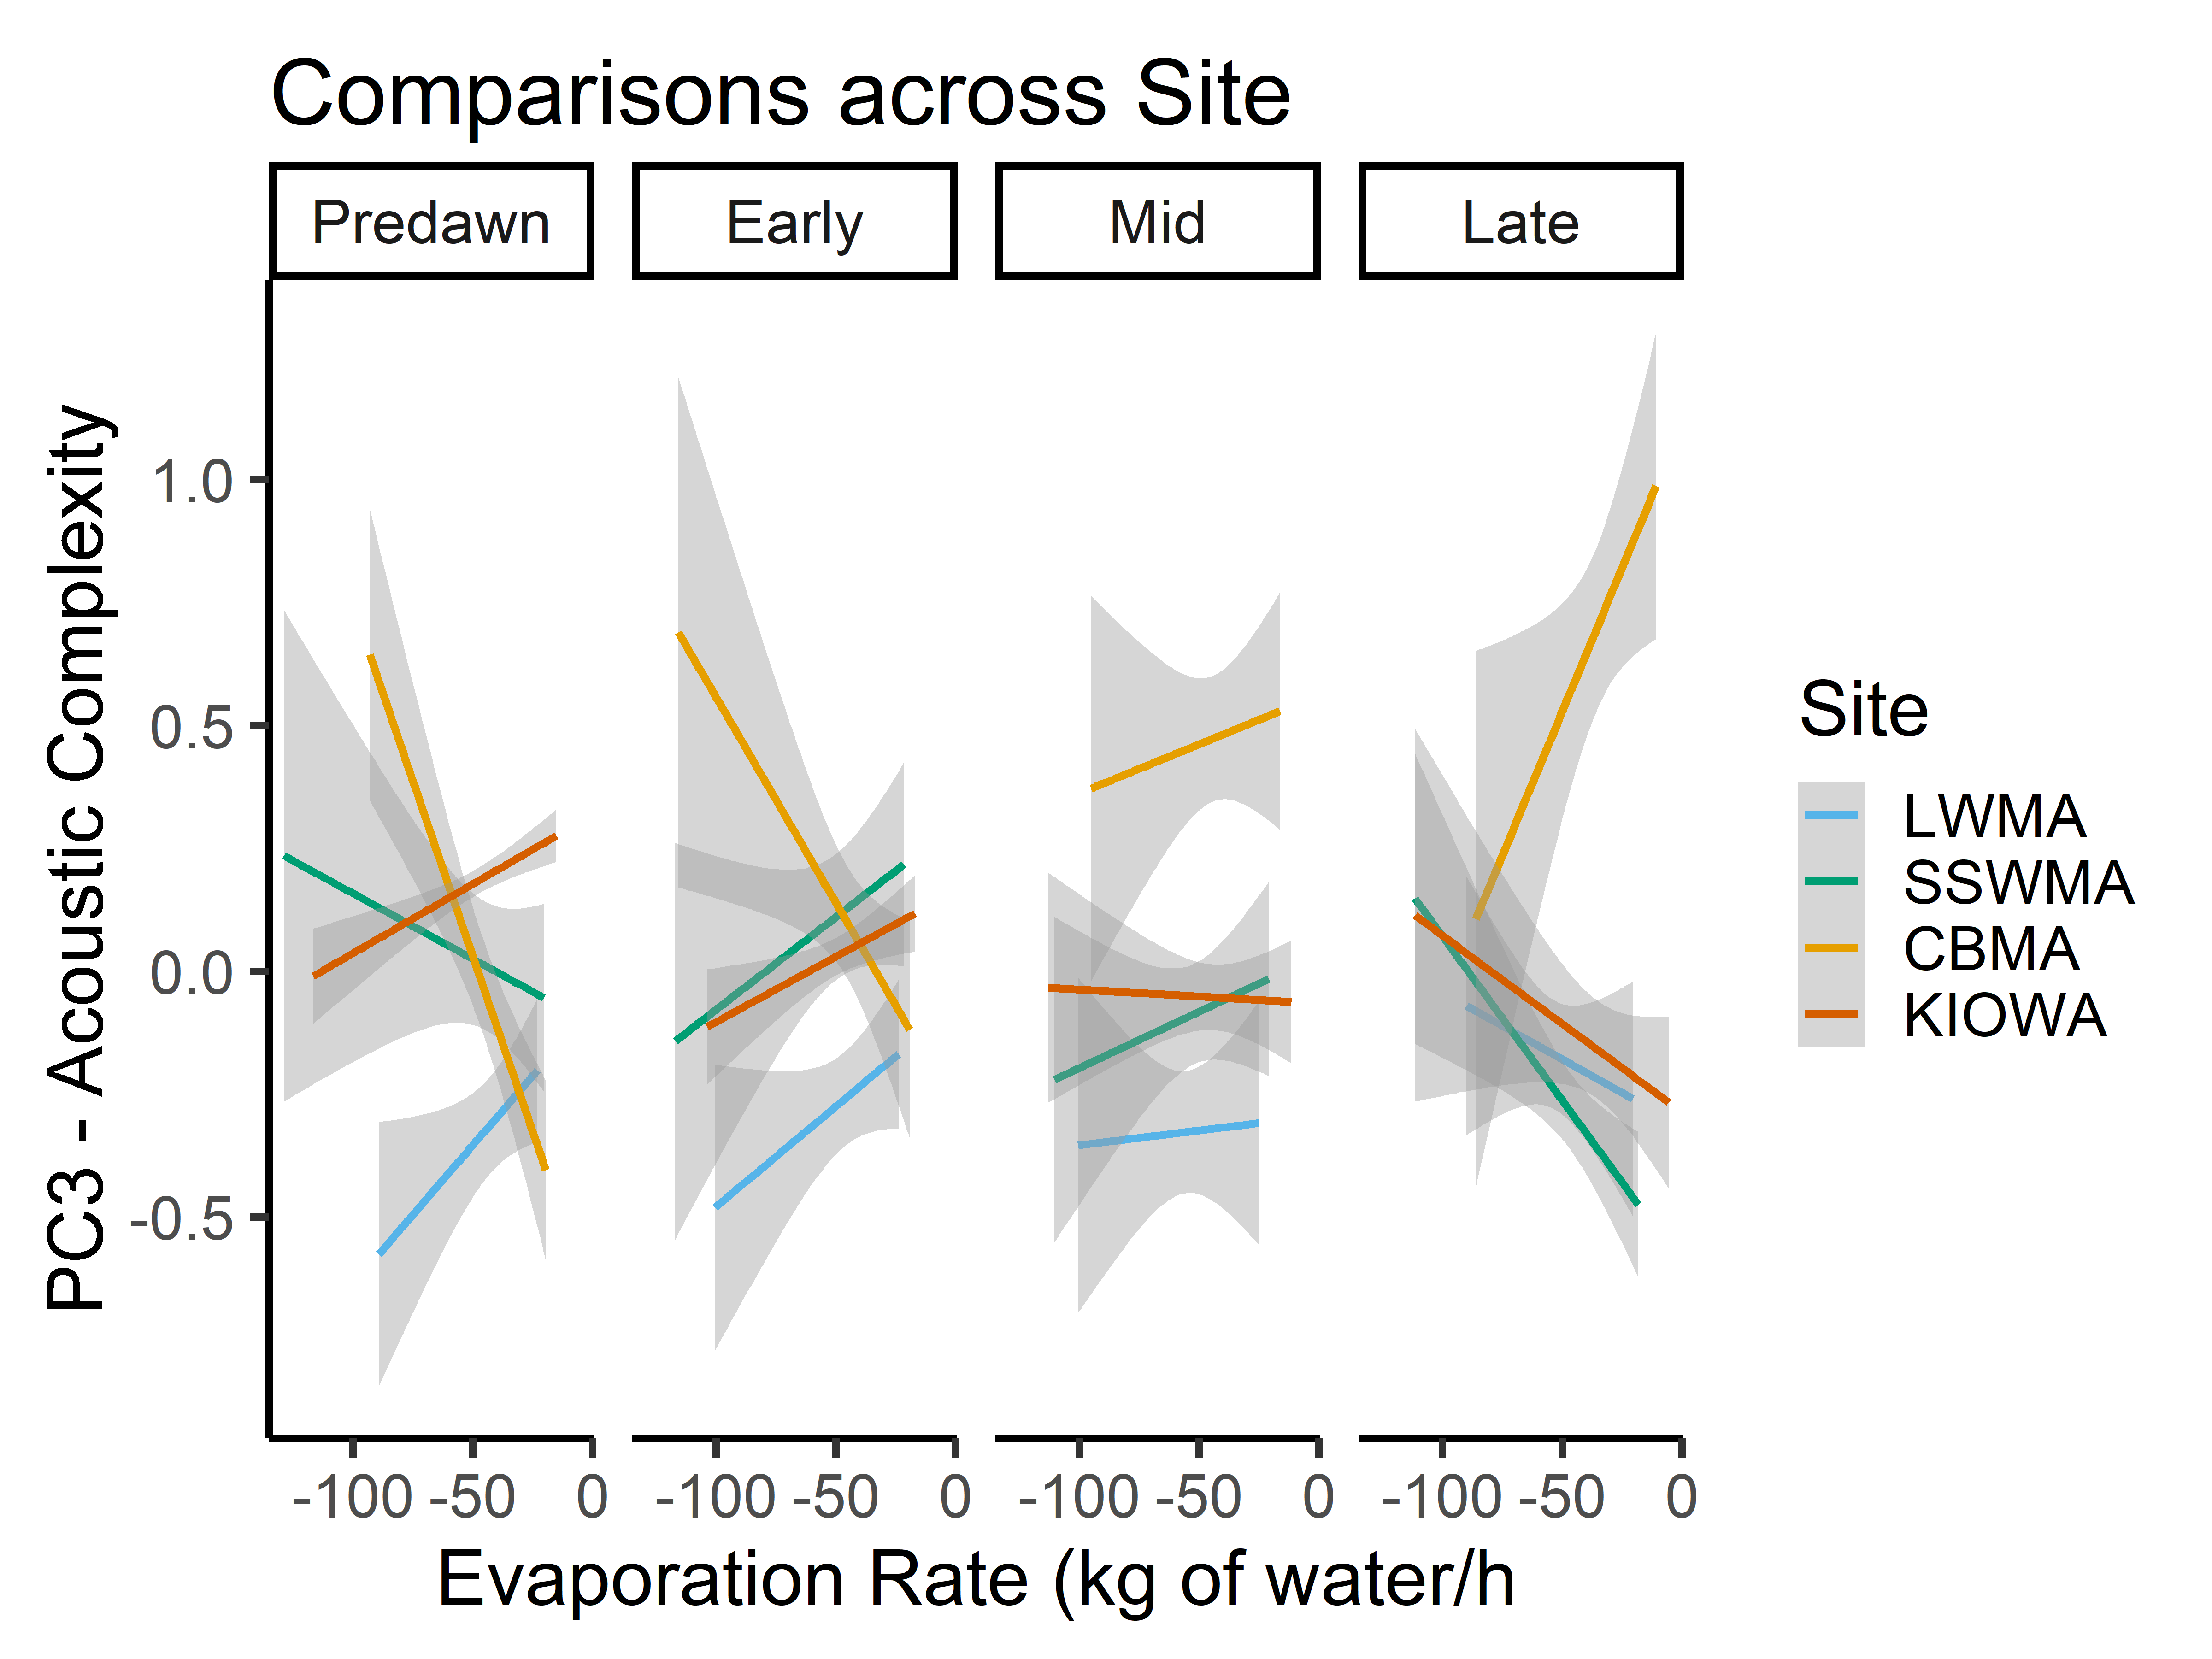 Comparisons across Site
Predawn Early Mid Late
PC3 - Acoustic Complexity
1.0
0.5
0.0
-0.5
-100 -50 0 -100 -50 0 -100 -50 0 -100 -50 0
Evaporation Rate (kg of water/h
Site
LWMA
SSWMA
CBMA
KIOWA